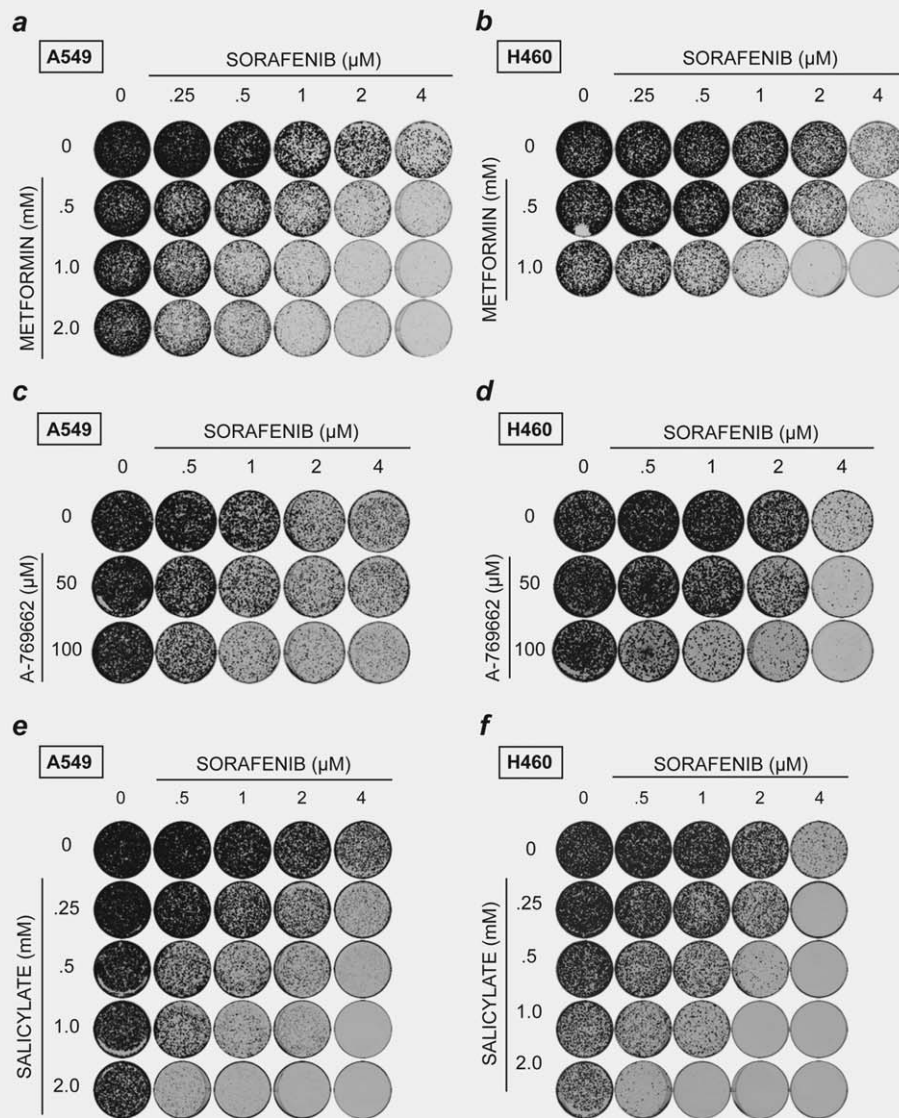 a
A549
SORAFENIB (µM)
0 .25 .5 1 2 4
0
.5
1.0
2.0
METFORMIN (mM)
b
H460
SORAFENIB (µM)
0 .25 .5 1 2 4
0
.5
1.0
METFORMIN (mM)
c
A549
SORAFENIB (µM)
0 .5 1 2 4
0
50
100
A-769662 (µM)
d
H460
SORAFENIB (µM)
0 .5 1 2 4
0
50
100
A-769662 (µM)
e
A549
SORAFENIB (µM)
0 .5 1 2 4
0
.25
.5
1.0
2.0
SALICYLATE (mM)
f
H460
SORAFENIB (µM)
0 .5 1 2 4
0
.25
.5
1.0
2.0
SALICYLATE (mM)